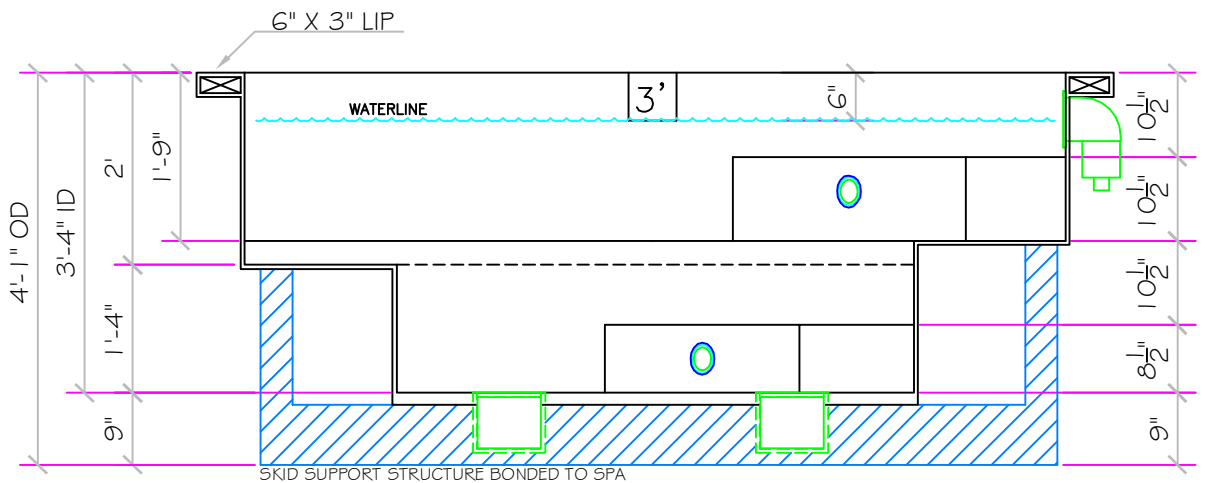 6" X 3" LIP
WATERLINE
3'
6"
4'-1" OD
3'-4" ID
2'
1'-9"
1'-4"
9"
10 1/2"
10 1/2"
10 1/2"
8 1/2"
9"
SKID SUPPORT STRUCTURE BONDED TO SPA